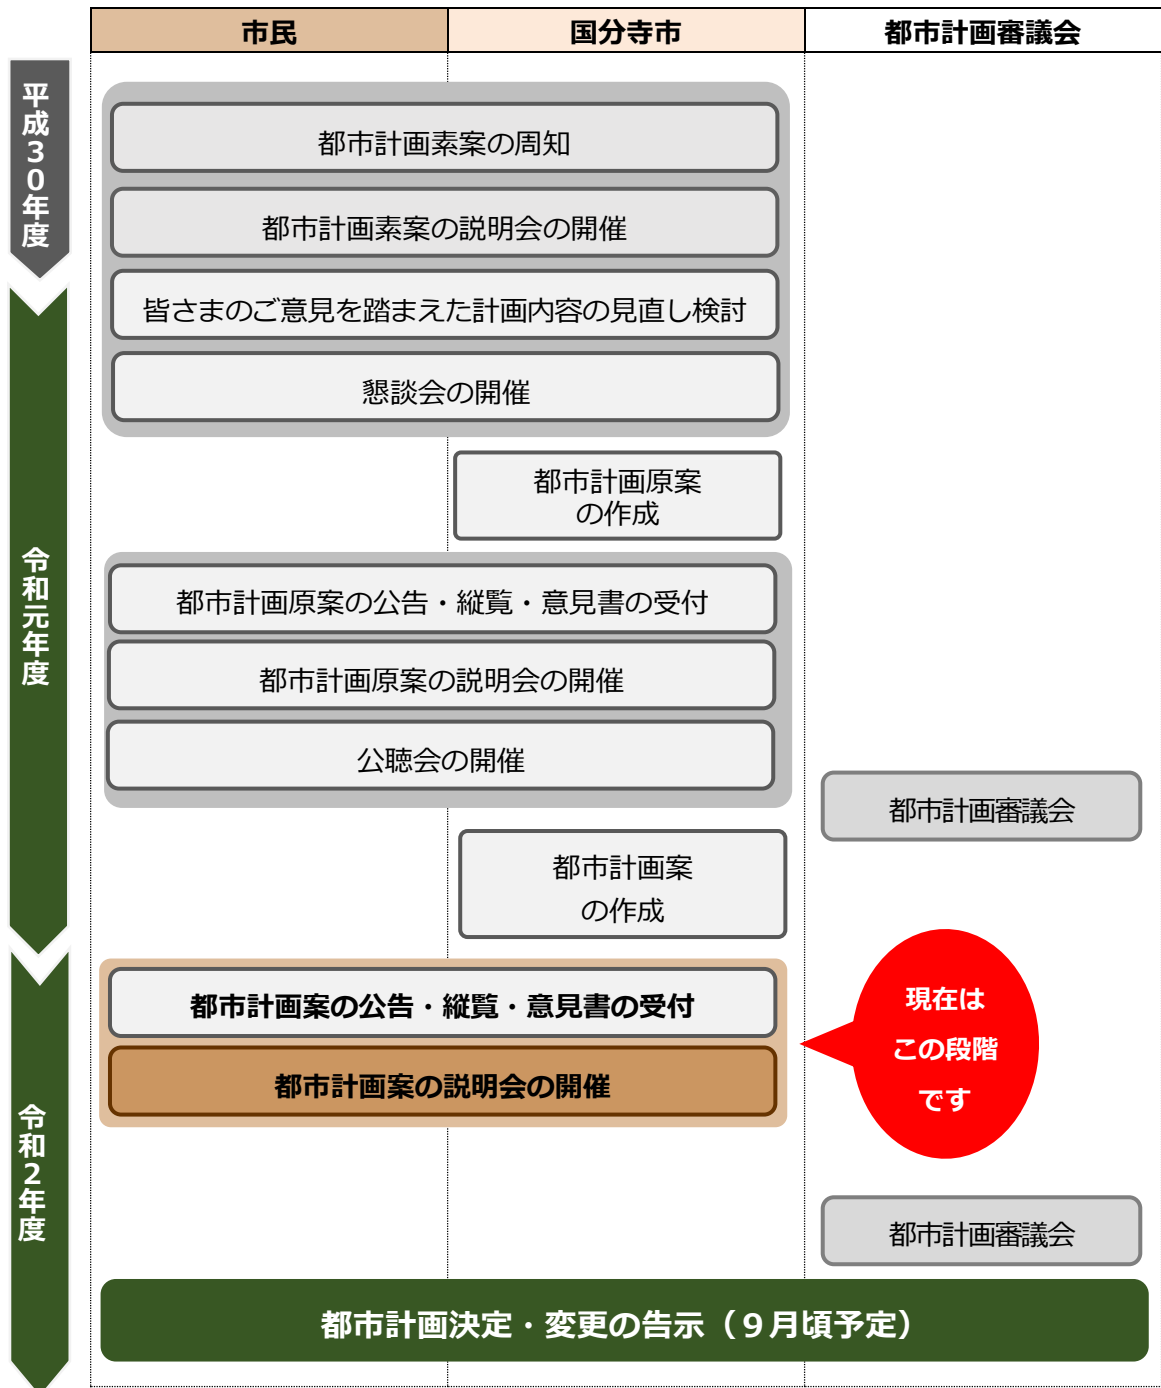 市民
国分寺市
都市計画審議会
平成30年度
都市計画素案の周知
都市計画素案の説明会の開催
皆さまのご意見を踏まえた計画内容の見直し検討
懇談会の開催
令和元年度
都市計画原案
の作成
都市計画原案の公告・縦覧・意見書の受付
都市計画原案の説明会の開催
公聴会の開催
都市計画審議会
都市計画案
の作成
令和2年度
都市計画案の公告・縦覧・意見書の受付
都市計画案の説明会の開催
現在は
この段階
です
都市計画審議会
都市計画決定・変更の告示（９月頃予定）